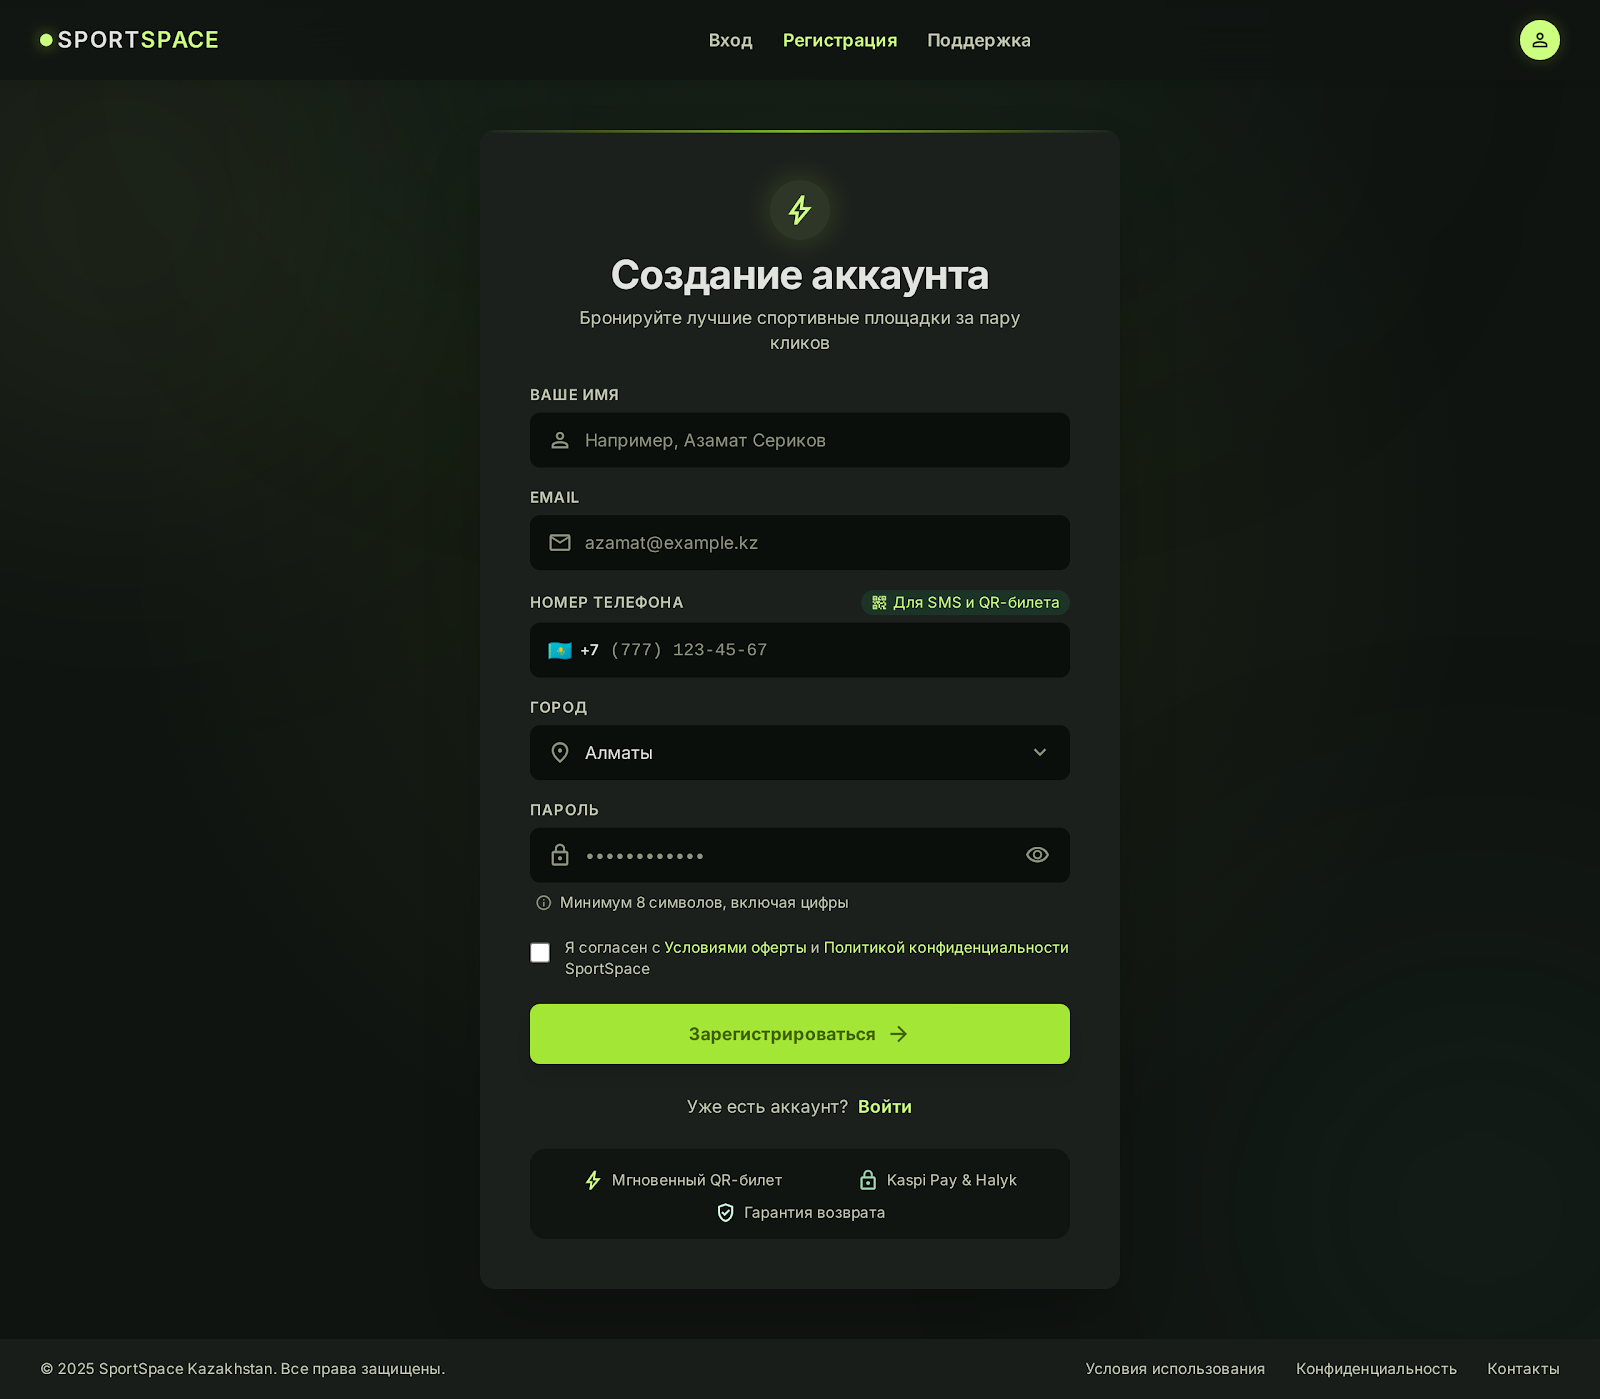 SPORTSPACE
Вход Регистрация Поддержка
Создание аккаунта
Бронируйте лучшие спортивные площадки за пару
кликов
ВАШЕ ИМЯ
Например, Азамат Сериков
EMAIL
azamat@example.kz
НОМЕР ТЕЛЕФОНА Для SMS и QR-билета
+7 (777) 123-45-67
ГОРОД
Алматы
ПАРОЛЬ
••••••••••••
Минимум 8 символов, включая цифры
Я согласен с Условиями оферты и Политикой конфиденциальности
SportSpace
Зарегистрироваться →
Уже есть аккаунт? Войти
Мгновенный QR-билет Kaspi Pay & Halyk
Гарантия возврата
© 2025 SportSpace Kazakhstan. Все права защищены. Условия использования Конфиденциальность Контакты